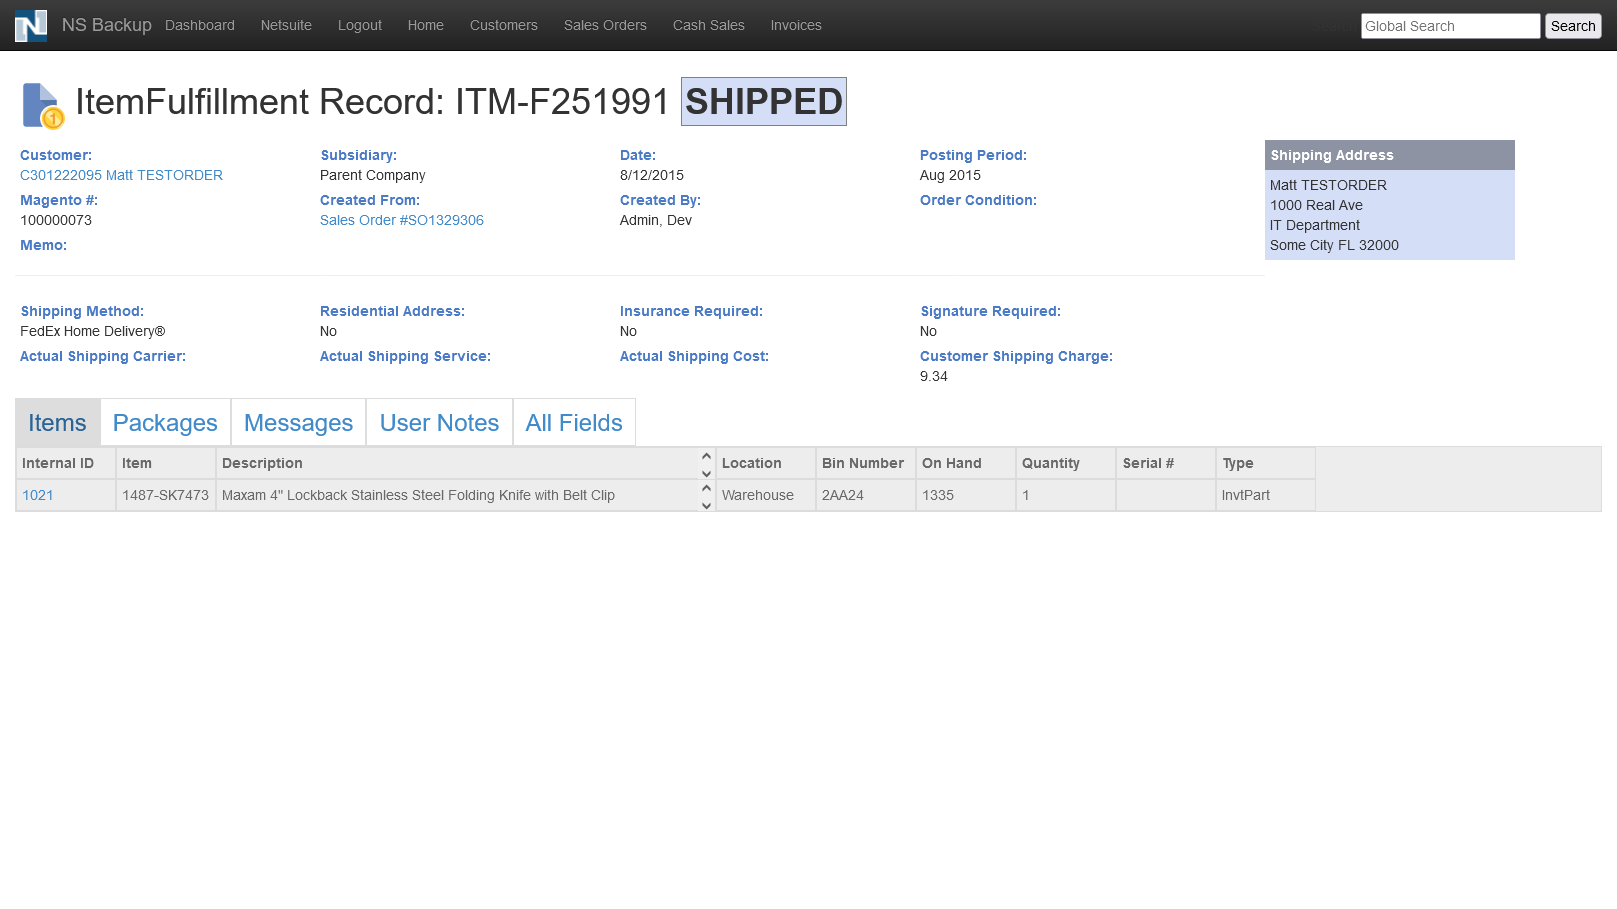 NS Backup Dashboard Netsuite Logout Home Customers Sales Orders Cash Sales Invoices Global Search Search
ItemFulfillment Record: ITM-F251991 SHIPPED
Customer: Subsidiary: Date: Posting Period:
C301222095 Matt TESTORDER Parent Company 8/12/2015 Aug 2015
Magento #: Created From: Created By: Order Condition:
100000073 Sales Order #SO1329306 Admin, Dev
Memo:
Shipping Address
Matt TESTORDER
1000 Real Ave
IT Department
Some City FL 32000
Shipping Method: Residential Address: Insurance Required: Signature Required:
FedEx Home Delivery® No No No
Actual Shipping Carrier: Actual Shipping Service: Actual Shipping Cost: Customer Shipping Charge:
9.34
Items Packages Messages User Notes All Fields
Internal ID Item Description Location Bin Number On Hand Quantity Serial # Type
1021 1487-SK7473 Maxam 4" Lockback Stainless Steel Folding Knife with Belt Clip Warehouse 2AA24 1335 1 InvtPart